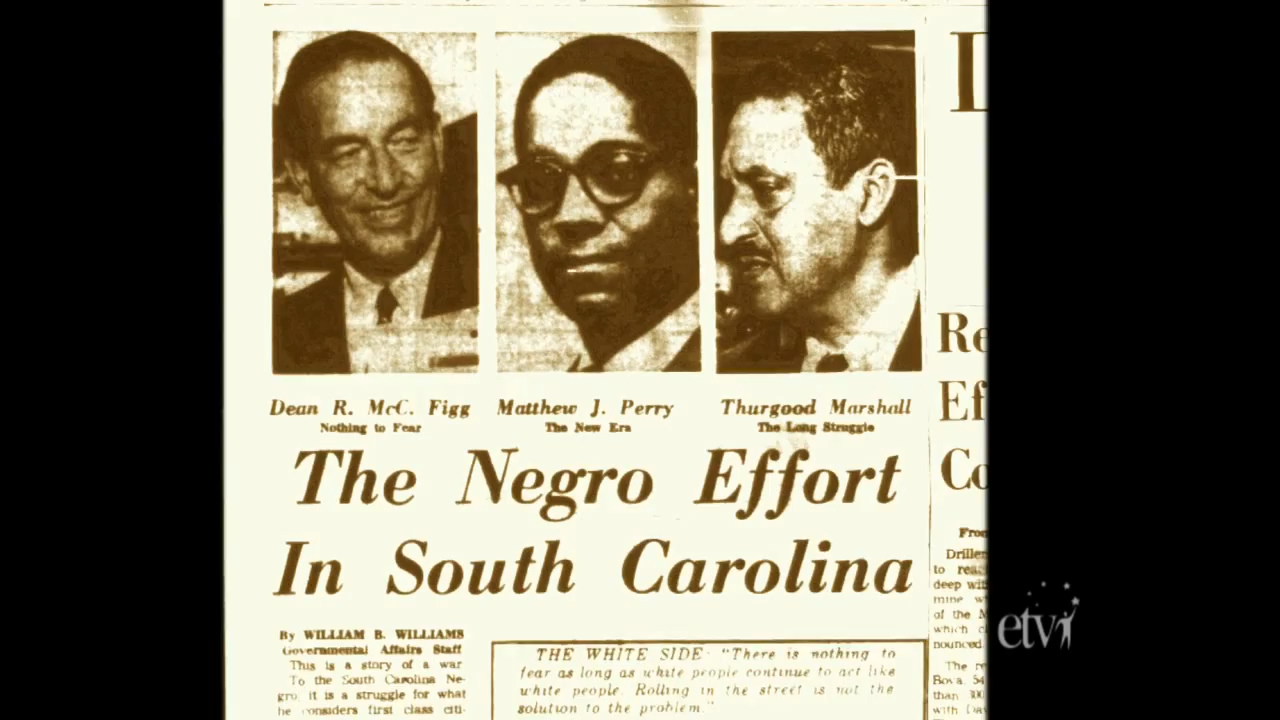 Dean R. McC. Figg
Nothing to Fear
Matthew J. Perry
The New Era
Thurgood Marshall
The Long Struggle
The Negro Effort
In South Carolina
By WILLIAM B. WILLIAMS
Governmental Affairs Staff
This is a story of a war
To the South Carolina Ne-
gro, it is a struggle for what
he considers first class citi-
THE WHITE SIDE: "There is nothing to
fear as long as white people continue to act like
white people. Rolling in the street is not the
solution to the problem."
Re
Ef
Co
Driller
to
deep
mine
of the
which
nounced
The
Bova. 54
than 300
with
etv